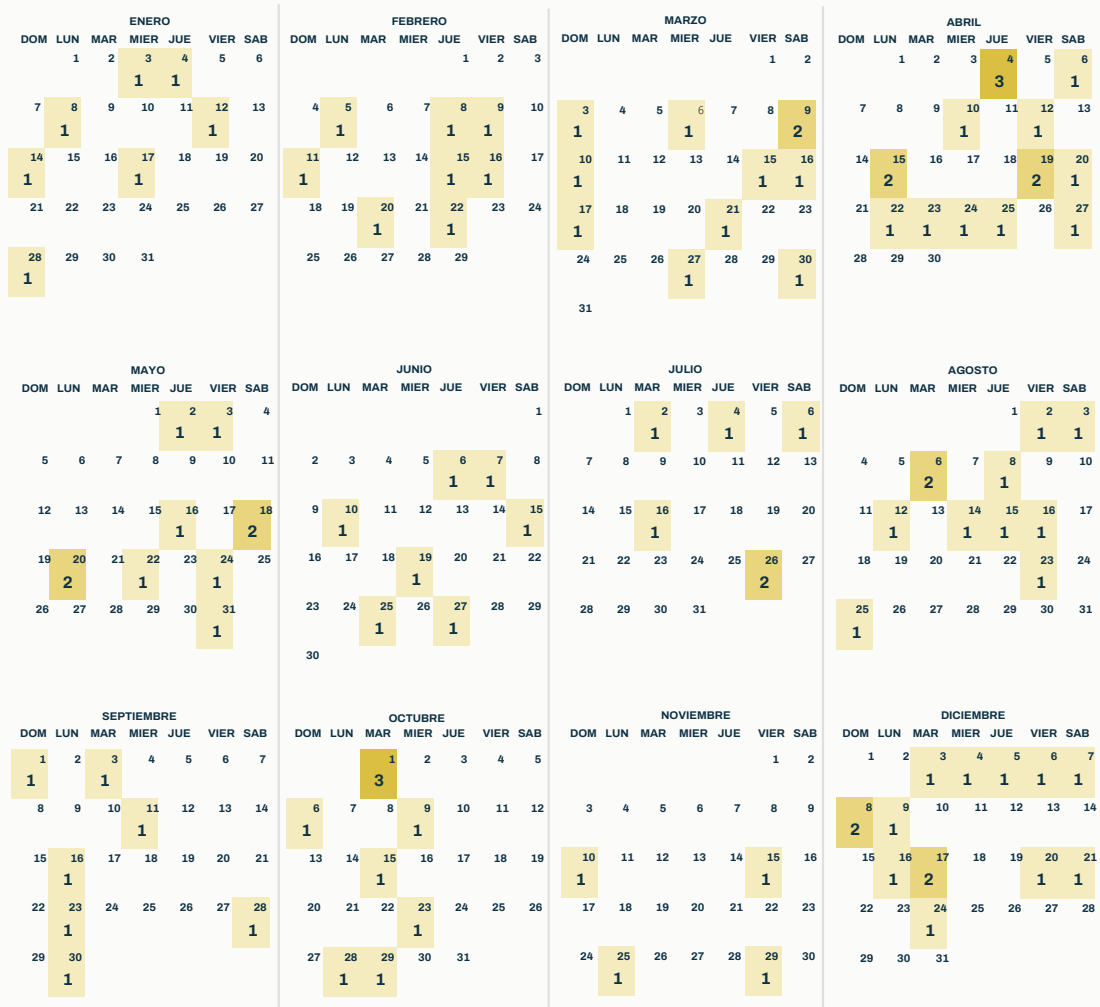 ENERO
DOM LUN MAR MIER JUE VIER SAB
1 2 3 4 5 6
1 1
7 8 9 10 11 12 13
1 1
14 15 16 17 18 19 20
1 1
21 22 23 24 25 26 27
28 29 30 31
1
FEBRERO
DOM LUN MAR MIER JUE VIER SAB
1 2 3
4 5 6 7 8 9 10
1 1 1
11 12 13 14 15 16 17
1 1 1
18 19 20 21 22 23 24
1 1
25 26 27 28 29
MARZO
DOM LUN MAR MIER JUE VIER SAB
1 2
3 4 5 6 7 8 9
1 1 2
10 11 12 13 14 15 16
1 1 1
17 18 19 20 21 22 23
1 1
24 25 26 27 28 29 30
1 1
31
ABRIL
DOM LUN MAR MIER JUE VIER SAB
1 2 3 4 5 6
3 1
7 8 9 10 11 12 13
1 1
14 15 16 17 18 19 20
2 2 1
21 22 23 24 25 26 27
1 1 1 1 1
28 29 30
MAYO
DOM LUN MAR MIER JUE VIER SAB
1 2 3 4
1 1
5 6 7 8 9 10 11
12 13 14 15 16 17 18
1 2
19 20 21 22 23 24 25
2 1 1
26 27 28 29 30 31
1
JUNIO
DOM LUN MAR MIER JUE VIER SAB
1
2 3 4 5 6 7 8
1 1
9 10 11 12 13 14 15
1 1
16 17 18 19 20 21 22
1
23 24 25 26 27 28 29
1 1
30
JULIO
DOM LUN MAR MIER JUE VIER SAB
1 2 3 4 5 6
1 1 1
7 8 9 10 11 12 13
14 15 16 17 18 19 20
1
21 22 23 24 25 26 27
2
28 29 30 31
AGOSTO
DOM LUN MAR MIER JUE VIER SAB
1 2 3
1 1
4 5 6 7 8 9 10
2 1
11 12 13 14 15 16 17
1 1 1 1
18 19 20 21 22 23 24
1
25 26 27 28 29 30 31
1
SEPTIEMBRE
DOM LUN MAR MIER JUE VIER SAB
1 2 3 4 5 6 7
1 1
8 9 10 11 12 13 14
1
15 16 17 18 19 20 21
1
22 23 24 25 26 27 28
1 1
29 30
1
OCTUBRE
DOM LUN MAR MIER JUE VIER SAB
1 2 3 4 5
3
6 7 8 9 10 11 12
1 1
13 14 15 16 17 18 19
1
20 21 22 23 24 25 26
1
27 28 29 30 31
1 1
NOVIEMBRE
DOM LUN MAR MIER JUE VIER SAB
1 2
3 4 5 6 7 8 9
10 11 12 13 14 15 16
1 1
17 18 19 20 21 22 23
24 25 26 27 28 29 30
1 1
DICIEMBRE
DOM LUN MAR MIER JUE VIER SAB
1 2 3 4 5 6 7
1 1 1 1 1
8 9 10 11 12 13 14
2 1
15 16 17 18 19 20 21
1 2 1 1
22 23 24 25 26 27 28
1
29 30 31